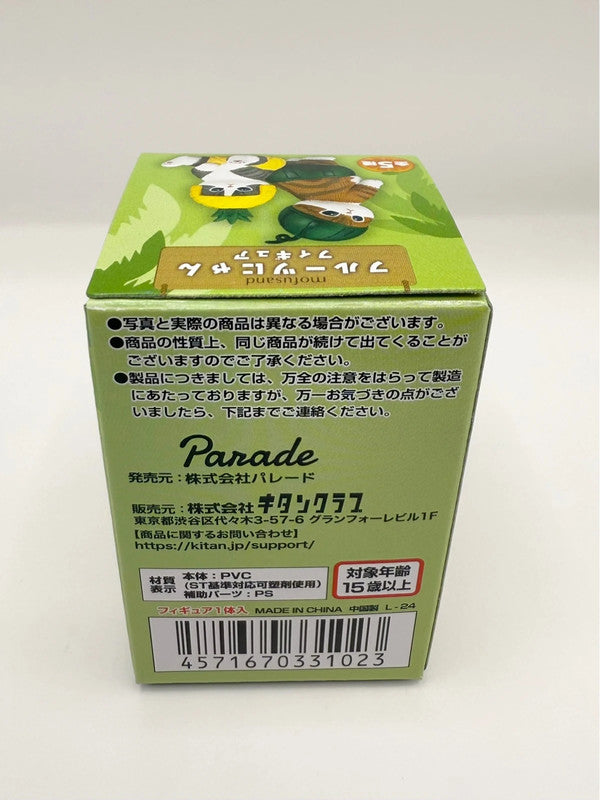 全5種
mofusand
フルーツにゃん
フィギュア
●写真と実際の商品は異なる場合がございます。
●商品の性質上、同じ商品が続けて出てくることが
ございますのでご了承ください。
●製品につきましては、万全の注意をはらって製造
にあたっておりますが、万一お気づきの点がござ
いましたら、下記までご連絡ください。
Parade
発売元：株式会社パレード
販売元：株式会社キタンクラブ
東京都渋谷区代々木3-57-6 グランフォーレビル1F
【商品に関するお問い合わせ】
https://kitan.jp/support/
材質表示
本体：PVC
(ST基準対応可塑剤使用)
補助パーツ：PS
対象年齢
15歳以上
フィギュア1体入 MADE IN CHINA 中国製 L-24
4571670331023